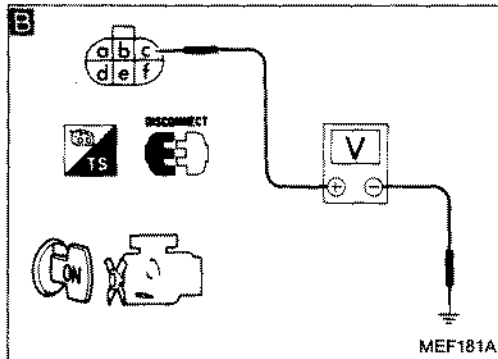 B
a b c
d e f
DISCONNECT
TS
V
+ −
ON
MEF181A